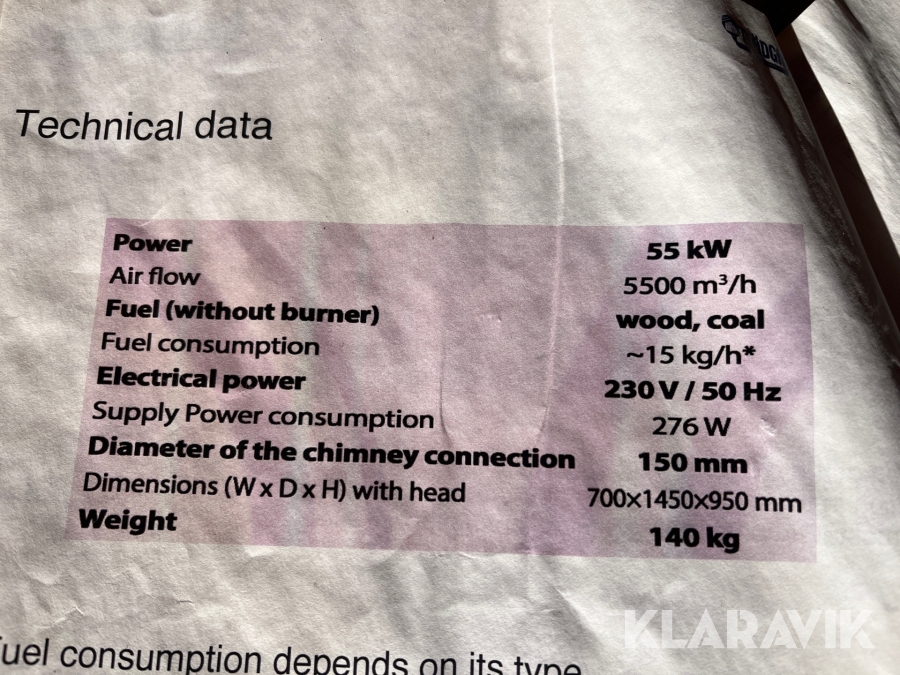 Technical data
Power 55 kW
Air flow 5500 m³/h
Fuel (without burner) wood, coal
Fuel consumption ~15 kg/h*
Electrical power 230 V / 50 Hz
Supply Power consumption 276 W
Diameter of the chimney connection 150 mm
Dimensions (W x D x H) with head 700×1450×950 mm
Weight 140 kg
uel consumption depends on its type
KLARAVIK